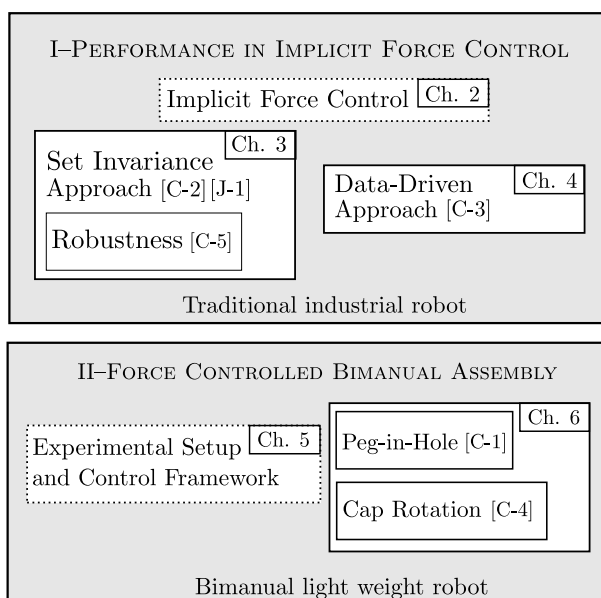 I–Performance in Implicit Force Control
Implicit Force Control
Ch. 2
Ch. 3
Set Invariance
Approach [C-2][J-1]
Robustness [C-5]
Ch. 4
Data-Driven
Approach [C-3]
Traditional industrial robot
II–Force Controlled Bimanual Assembly
Ch. 5
Experimental Setup
and Control Framework
Ch. 6
Peg-in-Hole [C-1]
Cap Rotation [C-4]
Bimanual light weight robot